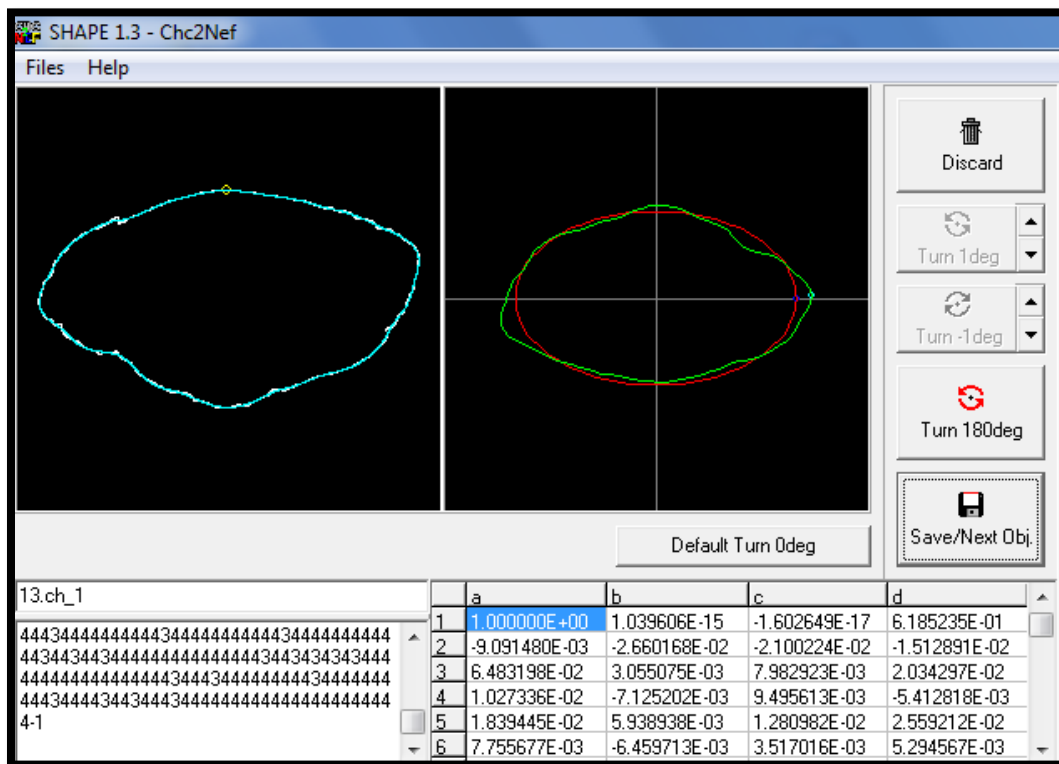 SHAPE 1.3 - Chc2Nef
Files Help
Discard
Turn 1deg
Turn -1deg
Turn 180deg
Save/Next Obj.
Default Turn 0deg
13.ch_1
4443444444444434444444444434444444444
4434434444444444444444443443434343444
4444444444444443444344444444434444444
4443444434434434444444444444444444444
4-1
a b c d
1 1.000000E+00 1.039606E-15 -1.602649E-17 6.185235E-01
2 -9.091480E-03 -2.660168E-02 -2.100224E-02 -1.512891E-02
3 6.483198E-02 3.055075E-03 7.982923E-03 2.034297E-02
4 1.027336E-02 -7.125202E-03 9.495613E-03 -5.412818E-03
5 1.839445E-02 5.938938E-03 1.280982E-02 2.559212E-02
6 7.755677E-03 -6.459713E-03 3.517016E-03 5.294567E-03